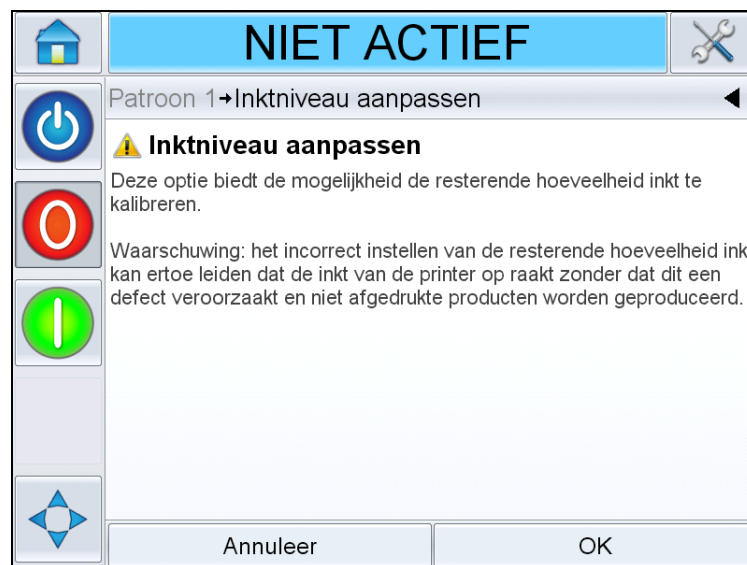 NIET ACTIEF
Patroon 1→Inktniveau aanpassen
Inktniveau aanpassen
Deze optie biedt de mogelijkheid de resterende hoeveelheid inkt te
kalibreren.
Waarschuwing: het incorrect instellen van de resterende hoeveelheid ink
kan ertoe leiden dat de inkt van de printer op raakt zonder dat dit een
defect veroorzaakt en niet afgedrukte producten worden geproduceerd.
Annuleer
OK